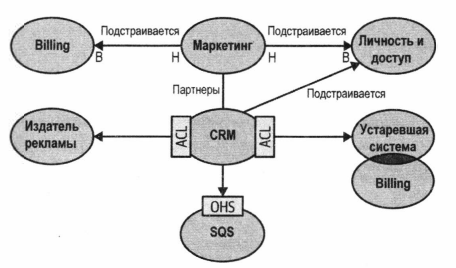 Подстраивается
Подстраивается
Billing
Маркетинг
Личность и
доступ
В
Н
Н
В
Партнеры
Подстраивается
Издатель
рекламы
ACL
CRM
ACL
Устаревшая
система
Billing
OHS
SQS